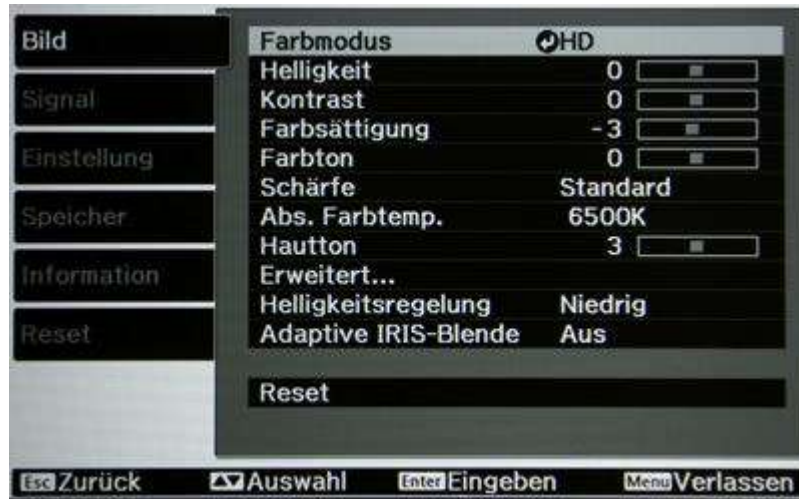 Bild
Signal
Einstellung
Speicher
Information
Reset
Farbmodus HD
Helligkeit 0
Kontrast 0
Farbsättigung -3
Farbton 0
Schärfe Standard
Abs. Farbtemp. 6500K
Hautton 3
Erweitert...
Helligkeitsregelung Niedrig
Adaptive IRIS-Blende Aus
Reset
Esc Zurück Auswahl Enter Eingeben Menu Verlassen